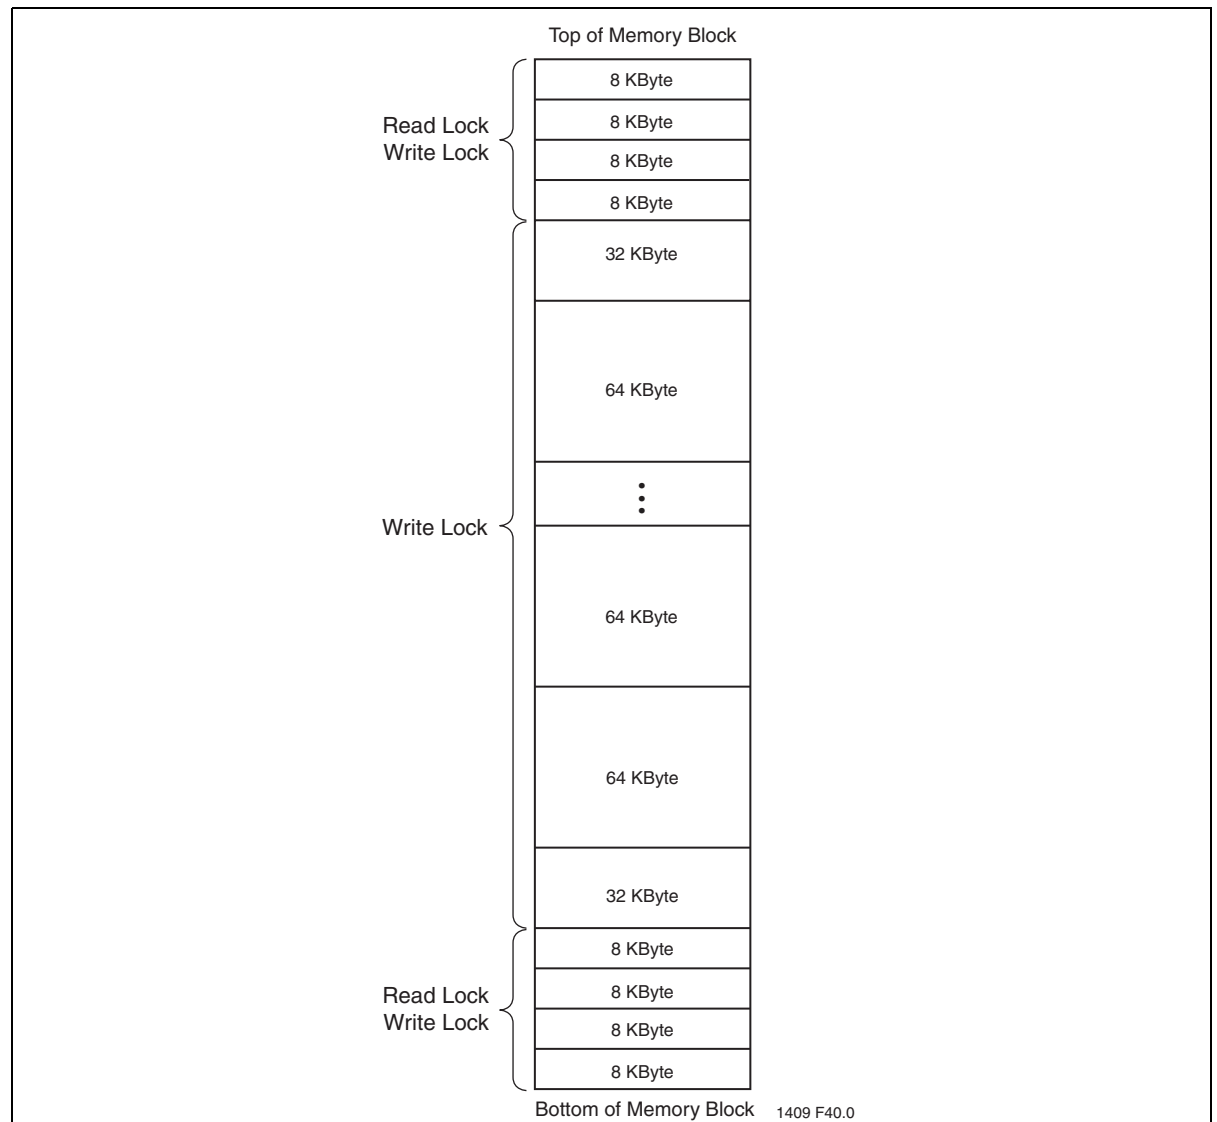 Top of Memory Block
8 KByte
8 KByte
8 KByte
8 KByte
Read Lock
Write Lock
32 KByte
64 KByte
⋮
64 KByte
64 KByte
32 KByte
Write Lock
8 KByte
8 KByte
8 KByte
8 KByte
Read Lock
Write Lock
Bottom of Memory Block 1409 F40.0